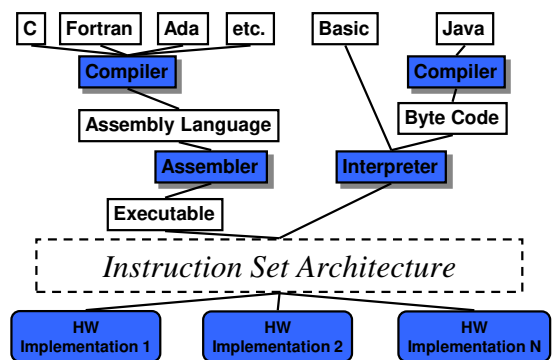 C Fortran Ada etc. Basic Java
Compiler Compiler
Assembly Language Byte Code
Assembler Interpreter
Executable
Instruction Set Architecture
HW HW HW
Implementation 1 Implementation 2 Implementation N